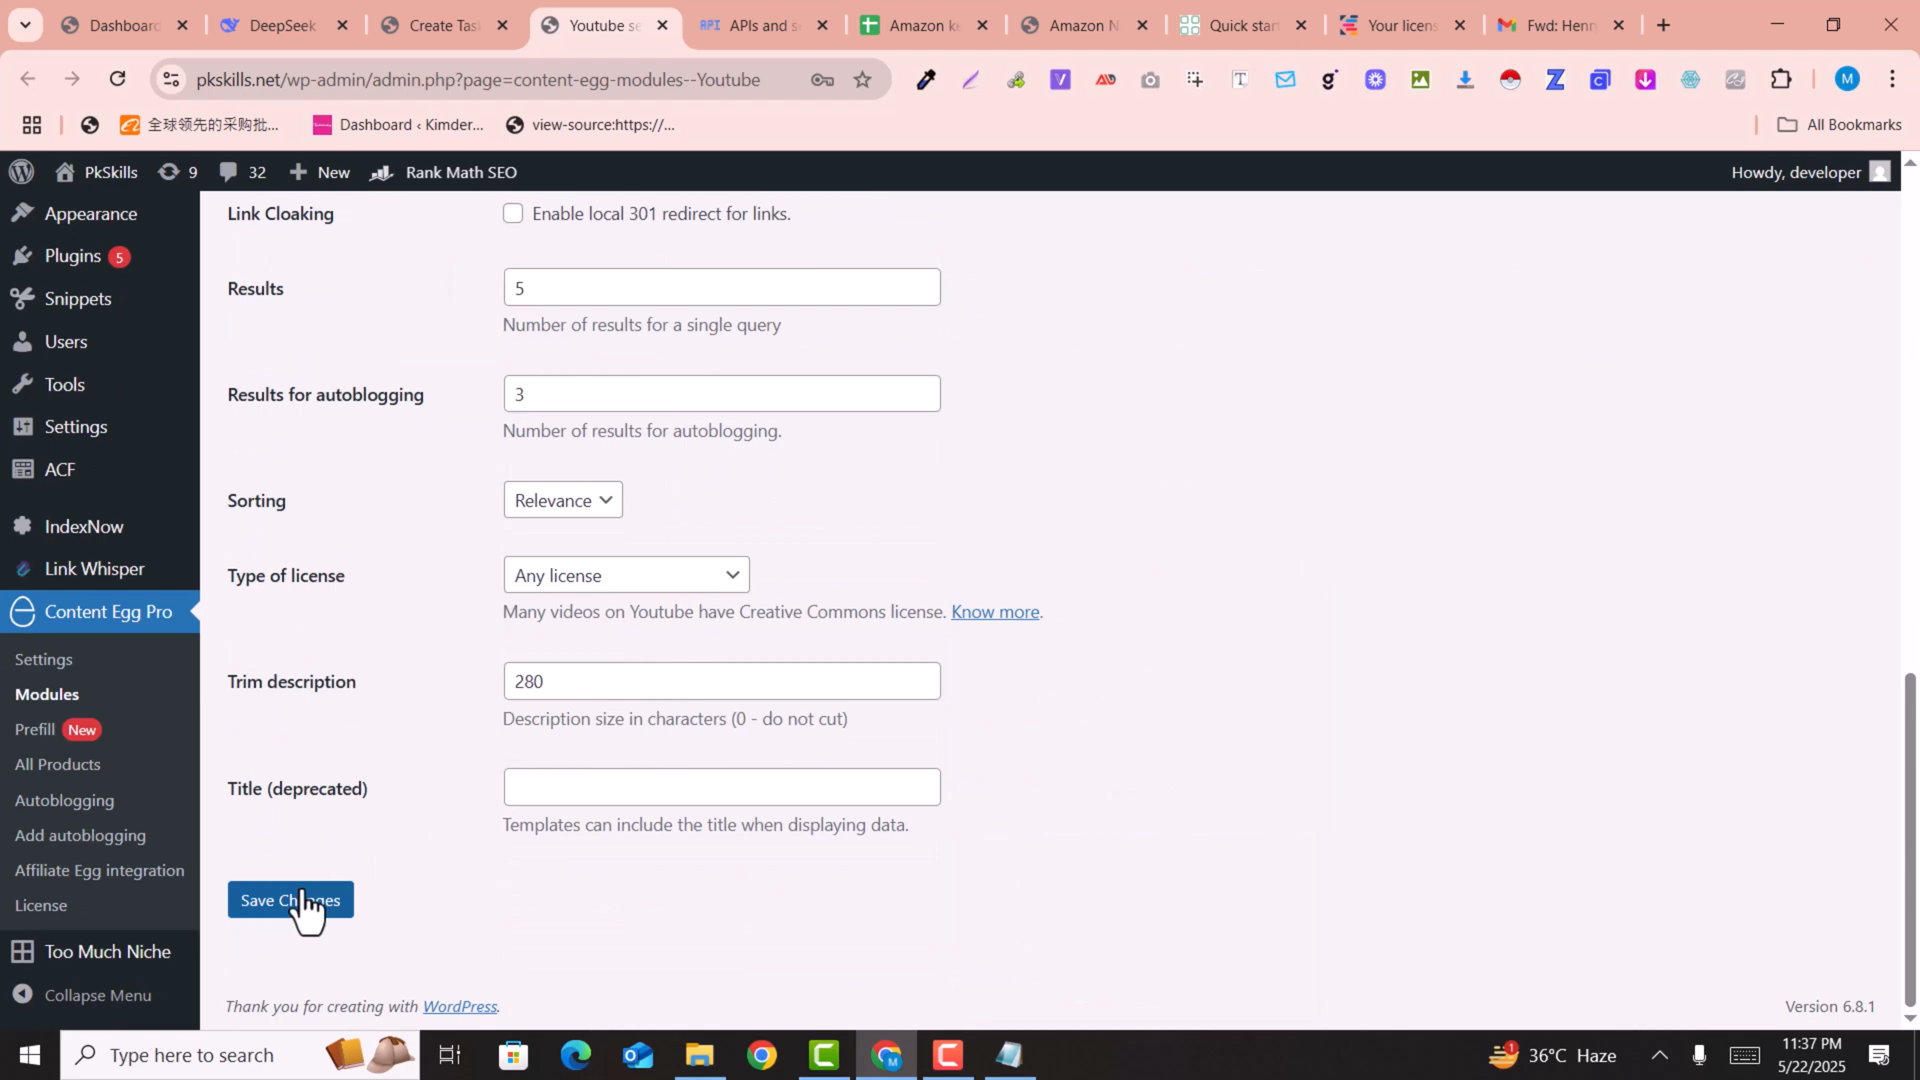 Dashboard
DeepSeek
Create Tas
Youtube se
APIs and se
Amazon ke
Amazon N
Quick start
Your licens
Fwd: Henr
pkskills.net/wp-admin/admin.php?page=content-egg-modules--Youtube
M
全球领先的采购批...
Dashboard ‹ Kimder...
view-source:https://...
All Bookmarks
PkSkills
9
32
New
Rank Math SEO
Howdy, developer
Appearance
Plugins 5
Snippets
Users
Tools
Settings
ACF
IndexNow
Link Whisper
Content Egg Pro
Settings
Modules
Prefill New
All Products
Autoblogging
Add autoblogging
Affiliate Egg integration
License
Too Much Niche
Collapse Menu
Link Cloaking
Enable local 301 redirect for links.
Results
5
Number of results for a single query
Results for autoblogging
3
Number of results for autoblogging.
Sorting
Relevance
Type of license
Any license
Many videos on Youtube have Creative Commons license. Know more.
Trim description
280
Description size in characters (0 - do not cut)
Title (deprecated)
Templates can include the title when displaying data.
Save Changes
Thank you for creating with WordPress.
Version 6.8.1
Type here to search
1
36°C Haze
11:37 PM
5/22/2025